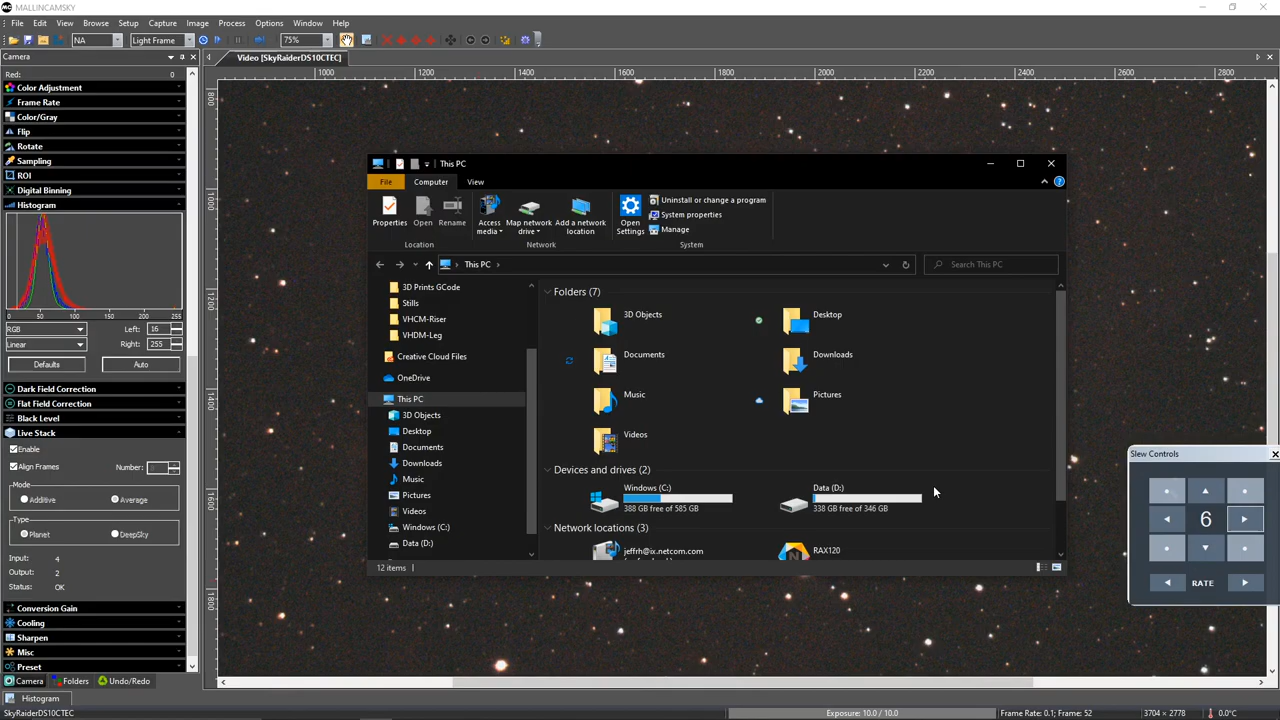 MALLINCAMSKY
File Edit View Browse Setup Capture Image Process Options Window Help
NA Light Frame 75%
Camera
Video [SkyRaiderDS10CTEC]
1000 1200 1400 1600 1800 2000 2200 2400 2600 2800
800
1000
1200
1400
1600
1800
Red: 0
Color Adjustment
Frame Rate
Color/Gray
Flip
Rotate
Sampling
ROI
Digital Binning
Histogram
0 50 100 150 200 255
RGB Left: 16
Linear Right: 255
Defaults Auto
Dark Field Correction
Flat Field Correction
Black Level
Live Stack
Enable
Align Frames Number:
Mode
Additive Average
Type
Planet DeepSky
Input: 4
Output: 2
Status: OK
Conversion Gain
Cooling
Sharpen
Misc
Preset
Camera Folders Undo/Redo
Histogram
SkyRaiderDS10CTEC
This PC
File Computer View
Properties Open Rename
Location
Access media Map network drive Add a network location
Network
Open Settings
Uninstall or change a program
System properties
Manage
System
This PC
Search This PC
3D Prints GCode
Stills
VHCM-Riser
VHDM-Leg
Creative Cloud Files
OneDrive
This PC
3D Objects
Desktop
Documents
Downloads
Music
Pictures
Videos
Windows (C:)
Data (D:)
Folders (7)
3D Objects Desktop
Documents Downloads
Music Pictures
Videos
Devices and drives (2)
Windows (C:) Data (D:)
388 GB free of 585 GB 338 GB free of 346 GB
Network locations (3)
jeffrh@ix.netcom.com RAX120
12 items
Slew Controls
6
RATE
Exposure: 10.0 / 10.0 Frame Rate: 0.1; Frame: 52 3704 × 2778 0.0°C